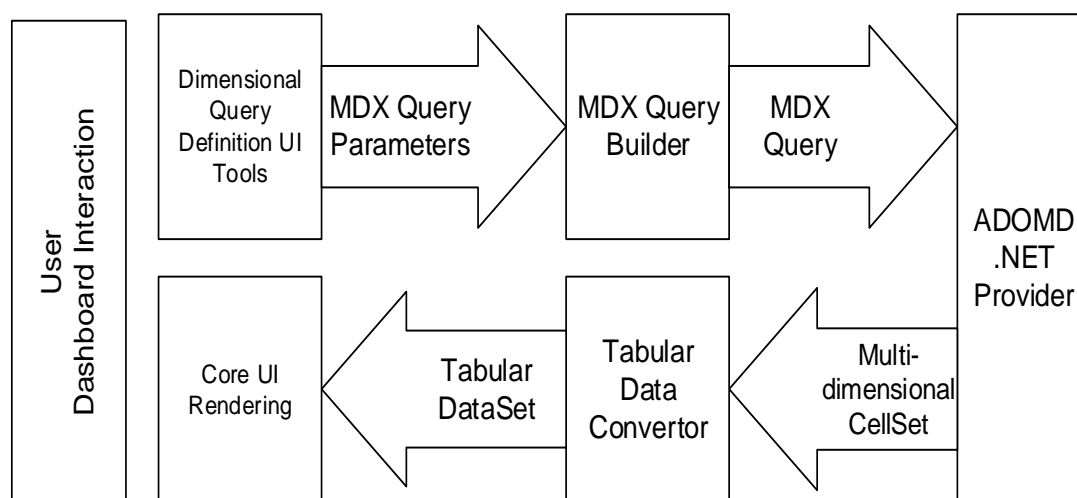 User
Dashboard Interaction
Dimensional
Query
Definition UI
Tools
MDX Query
Parameters
MDX Query
Builder
MDX
Query
ADOMD
.NET
Provider
Core UI
Rendering
Tabular
DataSet
Tabular
Data
Convertor
Multi-
dimensional
CellSet